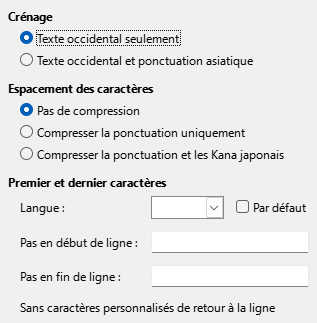 Crénage
Texte occidental seulement
Texte occidental et ponctuation asiatique
Espacement des caractères
Pas de compression
Compresser la ponctuation uniquement
Compresser la ponctuation et les Kana japonais
Premier et dernier caractères
Langue :
Par défaut
Pas en début de ligne :
Pas en fin de ligne :
Sans caractères personnalisés de retour à la ligne